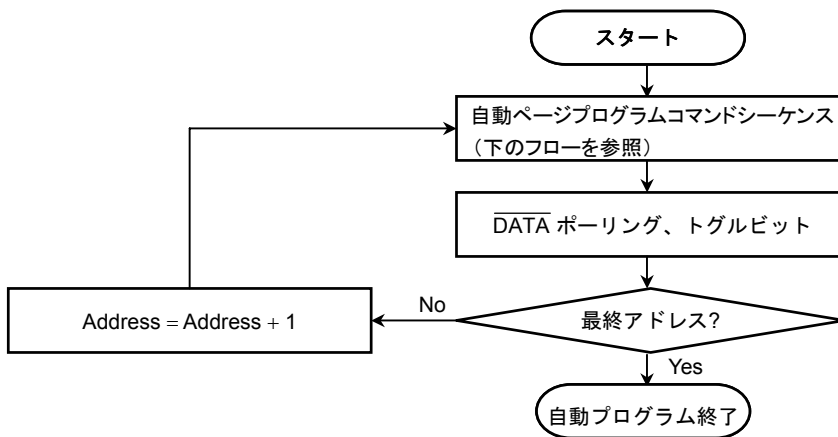 スタート
自動ページプログラムコマンドシーケンス
（下のフローを参照）
D̅A̅T̅A̅ ポーリング、トグルビット
最終アドレス?
No
Address = Address + 1
Yes
自動プログラム終了